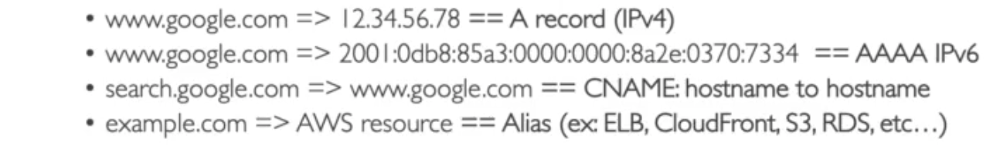 • www.google.com => 12.34.56.78 == A record (IPv4)
• www.google.com => 2001:0db8:85a3:0000:0000:8a2e:0370:7334 == AAAA IPv6
• search.google.com => www.google.com == CNAME: hostname to hostname
• example.com => AWS resource == Alias (ex: ELB, CloudFront, S3, RDS, etc…)